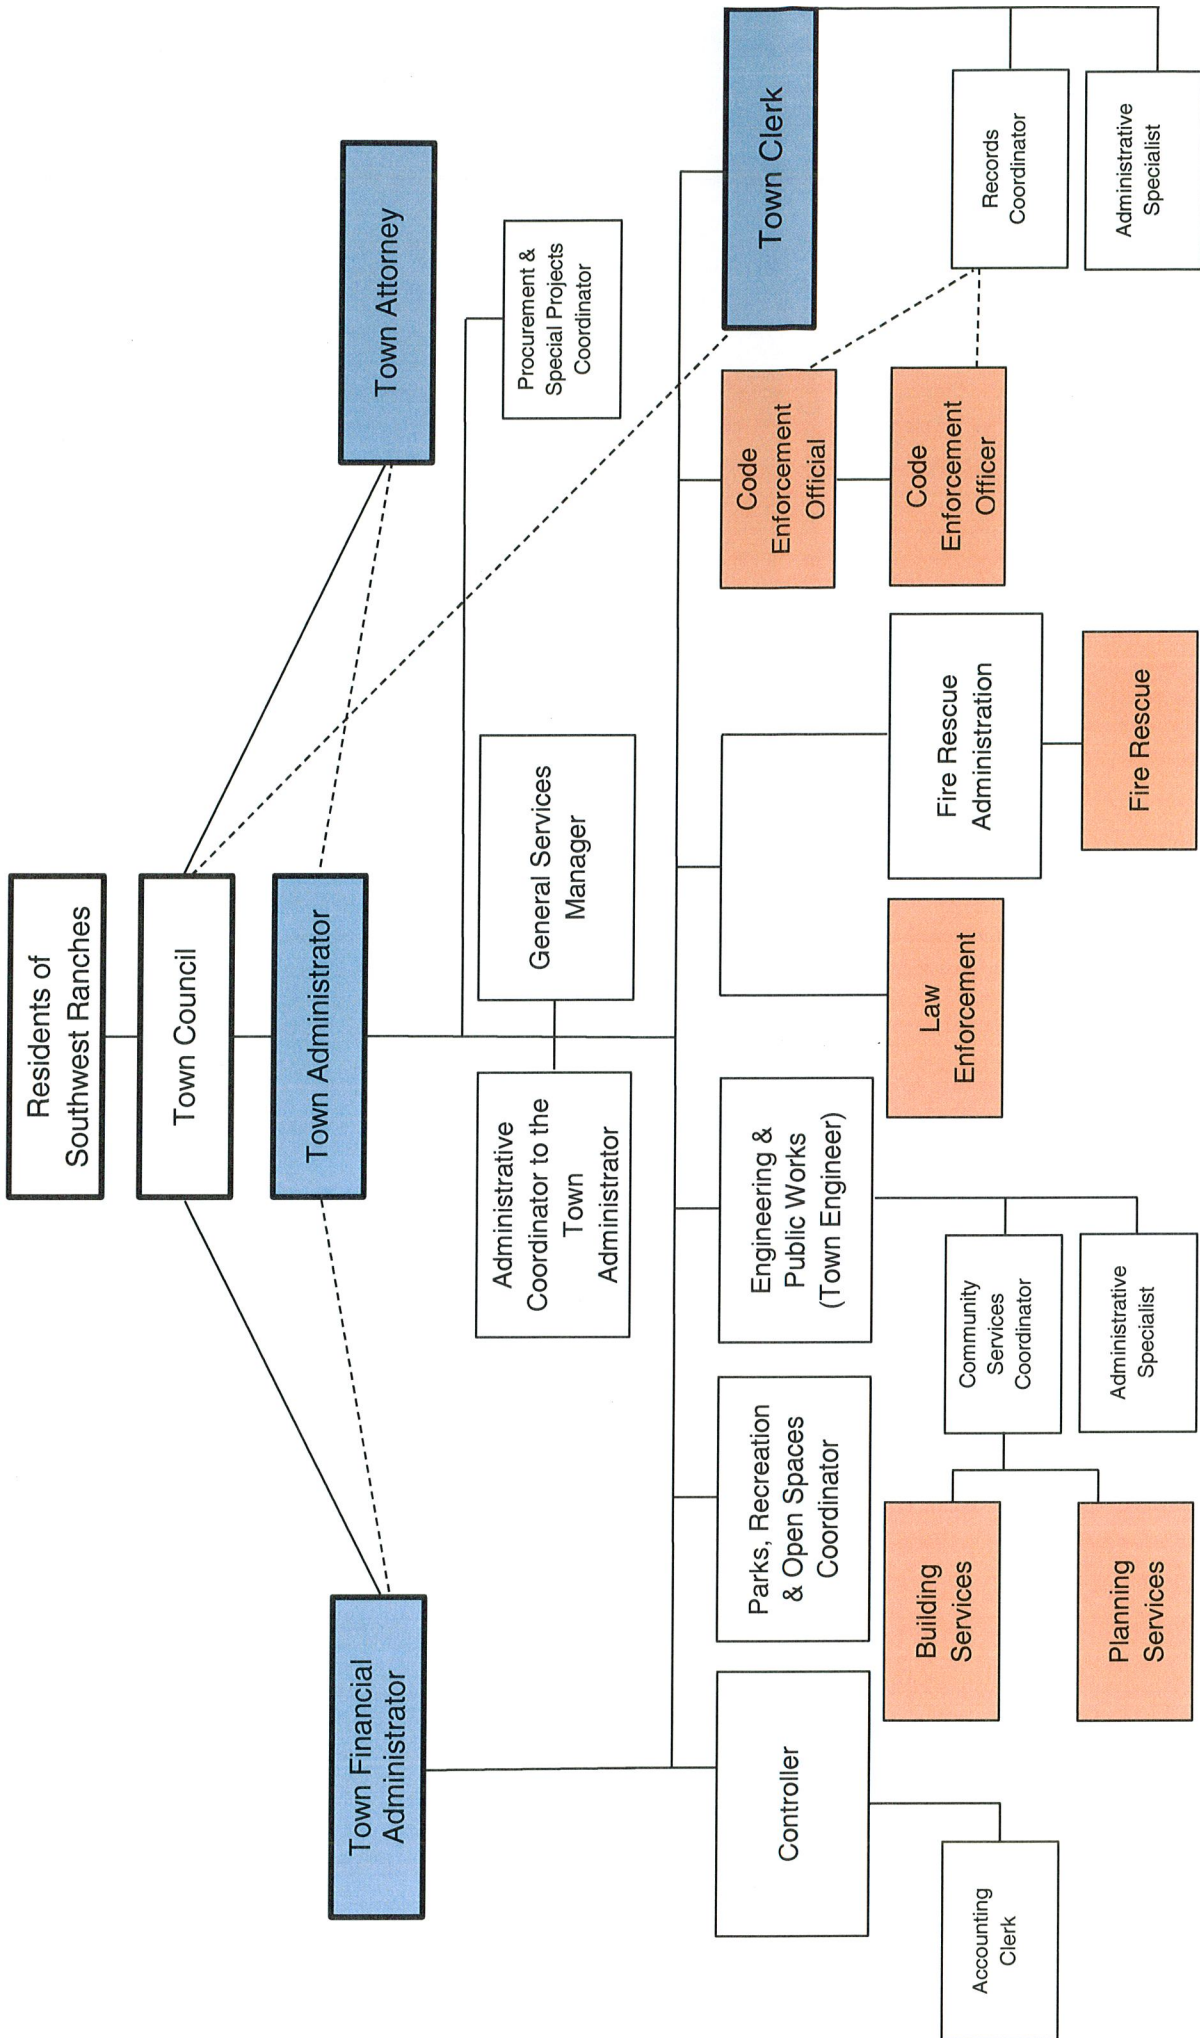 Residents of
Southwest Ranches
Town Council
Town Administrator
Town Financial
Administrator
Town Attorney
Administrative
Coordinator to the
Town
Administrator
General Services
Manager
Procurement &
Special Projects
Coordinator
Controller
Parks, Recreation
& Open Spaces
Coordinator
Engineering &
Public Works
(Town Engineer)
Code
Enforcement
Official
Town Clerk
Accounting
Clerk
Building
Services
Planning
Services
Community
Services
Coordinator
Administrative
Specialist
Law
Enforcement
Fire Rescue
Administration
Fire Rescue
Code
Enforcement
Officer
Records
Coordinator
Administrative
Specialist